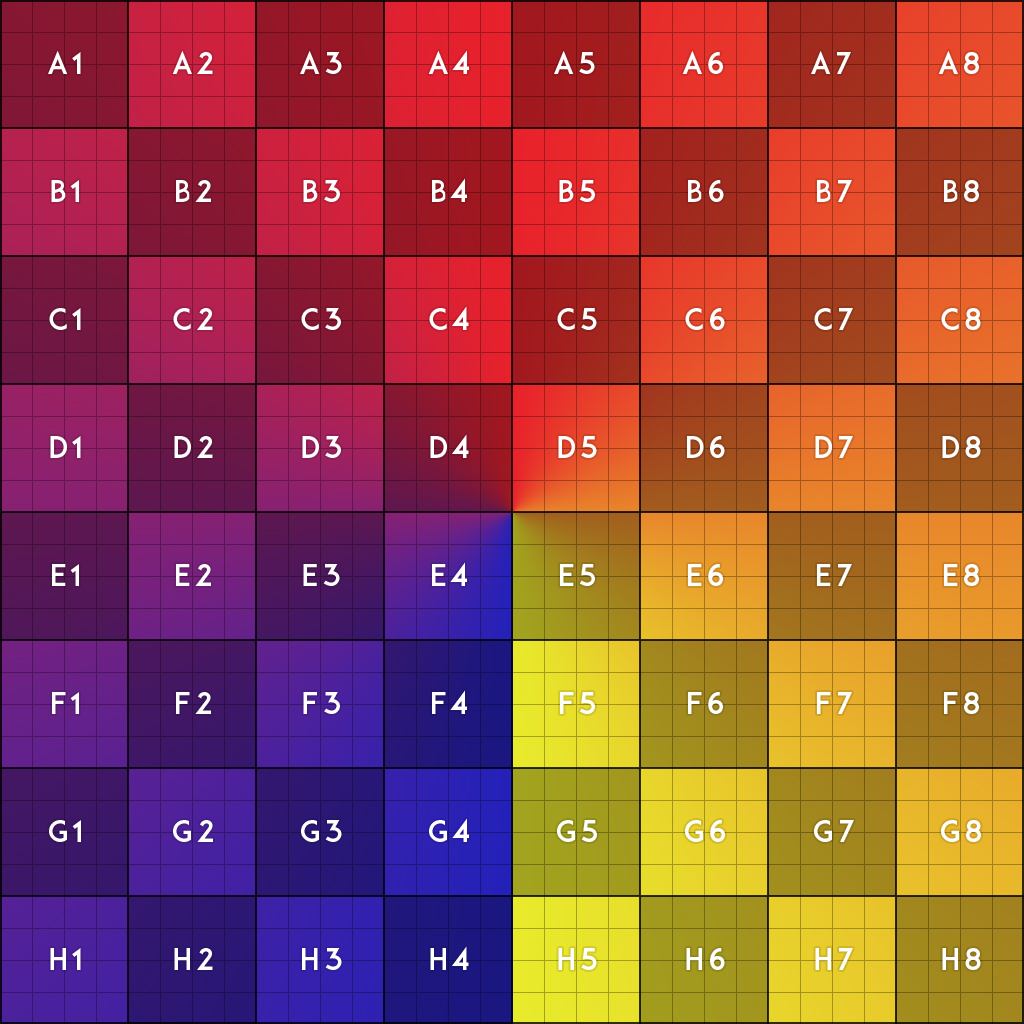 A1 A2 A3 A4 A5 A6 A7 A8
B1 B2 B3 B4 B5 B6 B7 B8
C1 C2 C3 C4 C5 C6 C7 C8
D1 D2 D3 D4 D5 D6 D7 D8
E1 E2 E3 E4 E5 E6 E7 E8
F1 F2 F3 F4 F5 F6 F7 F8
G1 G2 G3 G4 G5 G6 G7 G8
H1 H2 H3 H4 H5 H6 H7 H8